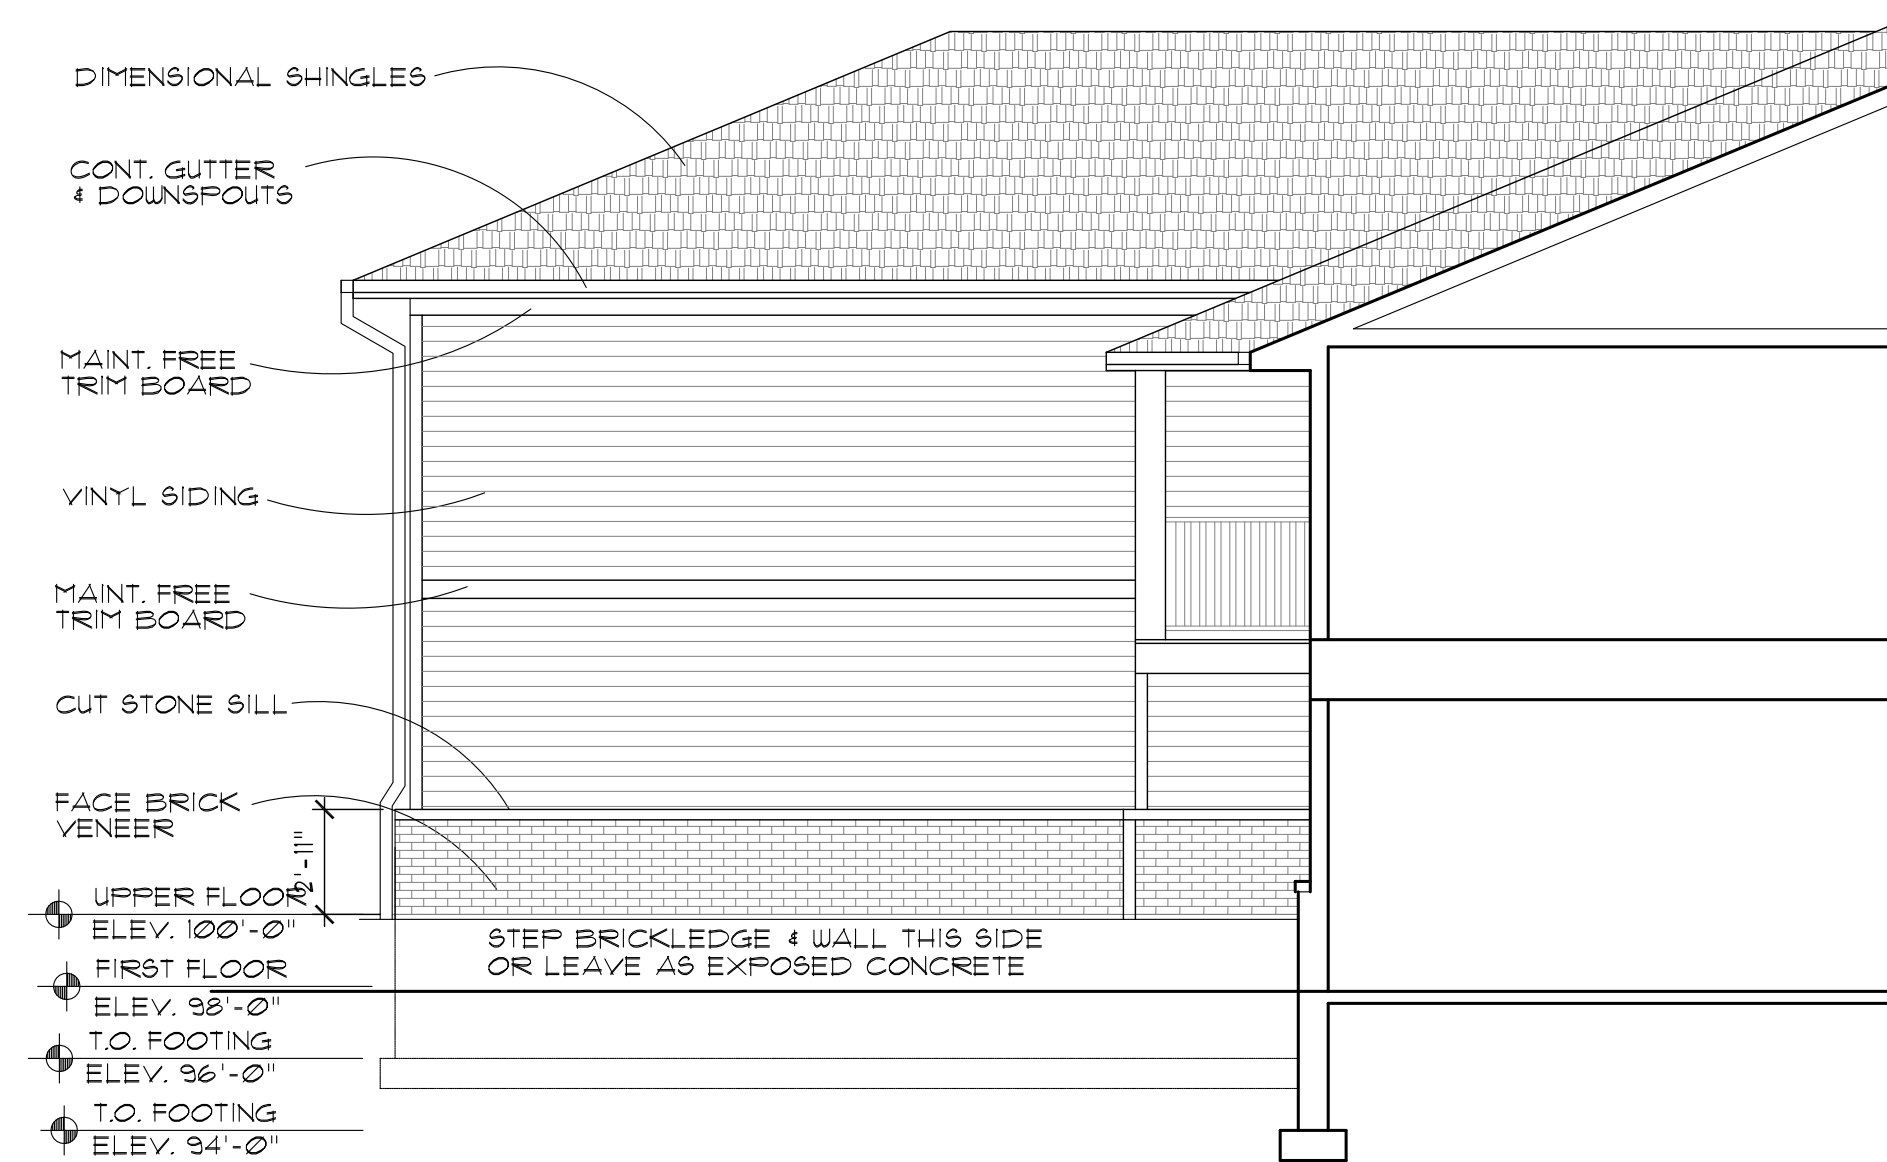 DIMENSIONAL SHINGLES
CONT. GUTTER
& DOWNSPOUTS
MAINT. FREE
TRIM BOARD
VINYL SIDING
MAINT. FREE
TRIM BOARD
CUT STONE SILL
FACE BRICK
VENEER
2'-11"
UPPER FLOOR
ELEV. 100'-0"
STEP BRICKLEDGE & WALL THIS SIDE
OR LEAVE AS EXPOSED CONCRETE
FIRST FLOOR
ELEV. 98'-0"
T.O. FOOTING
ELEV. 96'-0"
T.O. FOOTING
ELEV. 94'-0"